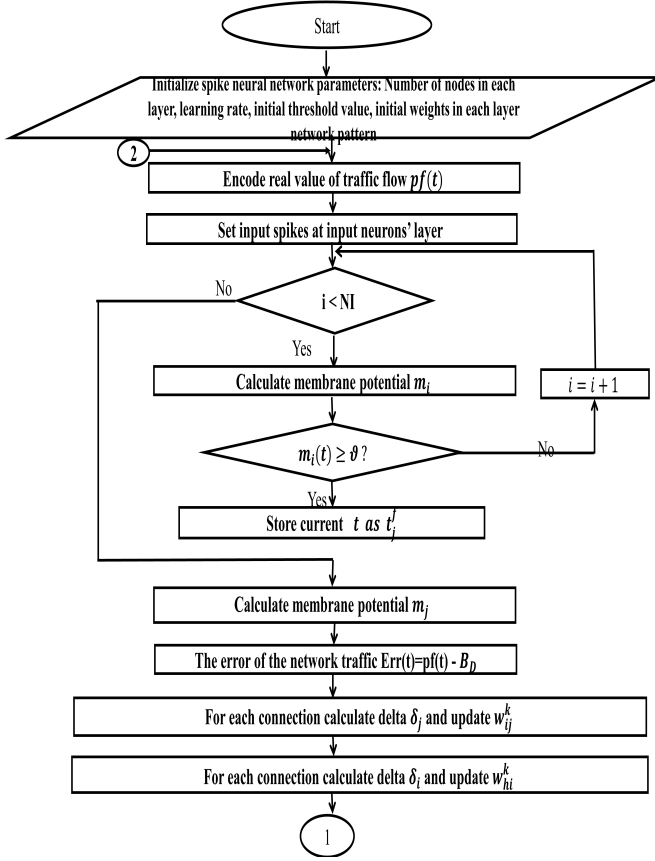 Start
Initialize spike neural network parameters: Number of nodes in each
layer, learning rate, initial threshold value, initial weights in each layer
network pattern
2
Encode real value of traffic flow pf(t)
Set input spikes at input neurons' layer
No
i < NI
Yes
Calculate membrane potential m_i
i = i + 1
m_i(t) ≥ ϑ ?
No
Yes
Store current t as t_j^f
Calculate membrane potential m_j
The error of the network traffic Err(t)=pf(t) - B_D
For each connection calculate delta δ_j and update w_ij^k
For each connection calculate delta δ_i and update w_hi^k
1